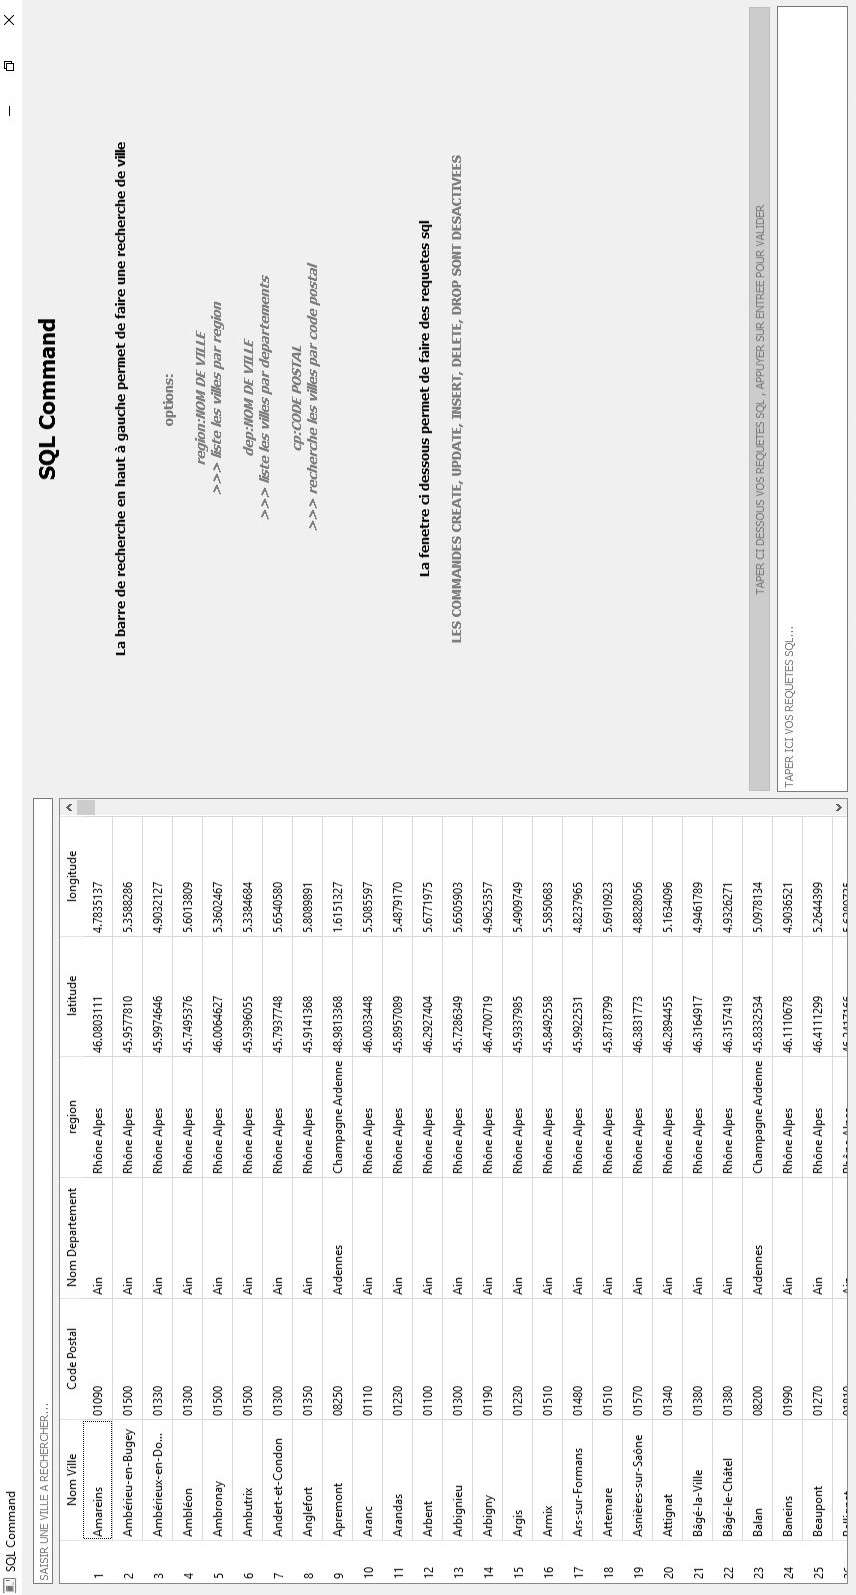 SQL Command
SAISIR UNE VILLE A RECHERCHER...
Nom Ville Code Postal Nom Departement region latitude longitude
1 Amareins 01090 Ain Rhône Alpes 46.0803111 4.7835137
2 Ambérieu-en-Bugey 01500 Ain Rhône Alpes 45.9577810 5.3588286
3 Ambérieux-en-Do... 01330 Ain Rhône Alpes 45.9974646 4.9032127
4 Ambléon 01300 Ain Rhône Alpes 45.7495376 5.6013809
5 Ambronay 01500 Ain Rhône Alpes 46.0064627 5.3602467
6 Ambutrix 01500 Ain Rhône Alpes 45.9396055 5.3384684
7 Andert-et-Condon 01300 Ain Rhône Alpes 45.7937748 5.6540580
8 Anglefort 01350 Ain Rhône Alpes 45.9141368 5.8089891
9 Apremont 08250 Ardennes Champagne Ardenne 48.9813368 1.6151327
10 Aranc 01110 Ain Rhône Alpes 46.0033448 5.5085597
11 Arandas 01230 Ain Rhône Alpes 45.8957089 5.4879170
12 Arbent 01100 Ain Rhône Alpes 46.2927404 5.6771975
13 Arbignieu 01300 Ain Rhône Alpes 45.7286349 5.6505903
14 Arbigny 01190 Ain Rhône Alpes 46.4700719 4.9625357
15 Argis 01230 Ain Rhône Alpes 45.9337985 5.4909749
16 Armix 01510 Ain Rhône Alpes 45.8492558 5.5850683
17 Ars-sur-Formans 01480 Ain Rhône Alpes 45.9922531 4.8237965
18 Artemare 01510 Ain Rhône Alpes 45.8718799 5.6910923
19 Asnières-sur-Saône 01570 Ain Rhône Alpes 46.3831773 4.8828056
20 Attignat 01340 Ain Rhône Alpes 46.2894455 5.1634096
21 Bâgé-la-Ville 01380 Ain Rhône Alpes 46.3164917 4.9461789
22 Bâgé-le-Châtel 01380 Ain Rhône Alpes 46.3157419 4.9326271
23 Balan 08200 Ardennes Champagne Ardenne 45.8332534 5.0978134
24 Baneins 01990 Ain Rhône Alpes 46.1110678 4.9036521
25 Beaupont 01270 Ain Rhône Alpes 46.4111299 5.2644399
SQL Command
La barre de recherche en haut à gauche permet de faire une recherche de ville
options:
region:NOM DE VILLE
>>> liste les villes par region
dep:NOM DE VILLE
>>> liste les villes par departements
cp:CODE POSTAL
>>> recherche les villes par code postal
La fenetre ci dessous permet de faire des requetes sql
LES COMMANDES CREATE, UPDATE, INSERT, DELETE, DROP SONT DESACTIVEES
TAPER CI DESSOUS VOS REQUETES SQL , APPUYER SUR ENTREE POUR VALIDER
TAPER ICI VOS REQUETES SQL...